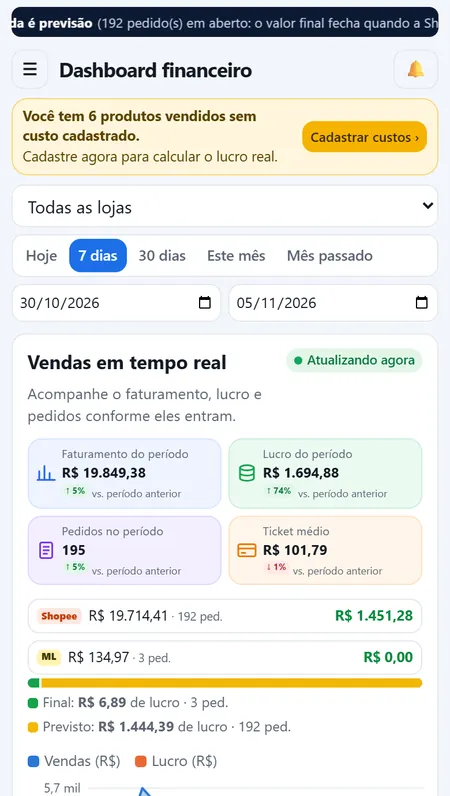 da é previsão (192 pedido(s) em aberto: o valor final fecha quando a Sh
Dashboard financeiro
Você tem 6 produtos vendidos sem
custo cadastrado.
Cadastre agora para calcular o lucro real.
Cadastrar custos ›
Todas as lojas
Hoje 7 dias 30 dias Este mês Mês passado
30/10/2026 05/11/2026
Vendas em tempo real
Atualizando agora
Acompanhe o faturamento, lucro e
pedidos conforme eles entram.
Faturamento do período
R$ 19.849,38
↑ 5% vs. período anterior
Lucro do período
R$ 1.694,88
↑ 74% vs. período anterior
Pedidos no período
195
↑ 5% vs. período anterior
Ticket médio
R$ 101,79
↓ 1% vs. período anterior
Shopee R$ 19.714,41 · 192 ped. R$ 1.451,28
ML R$ 134,97 · 3 ped. R$ 0,00
Final: R$ 6,89 de lucro · 3 ped.
Previsto: R$ 1.444,39 de lucro · 192 ped.
Vendas (R$) Lucro (R$)
5,7 mil